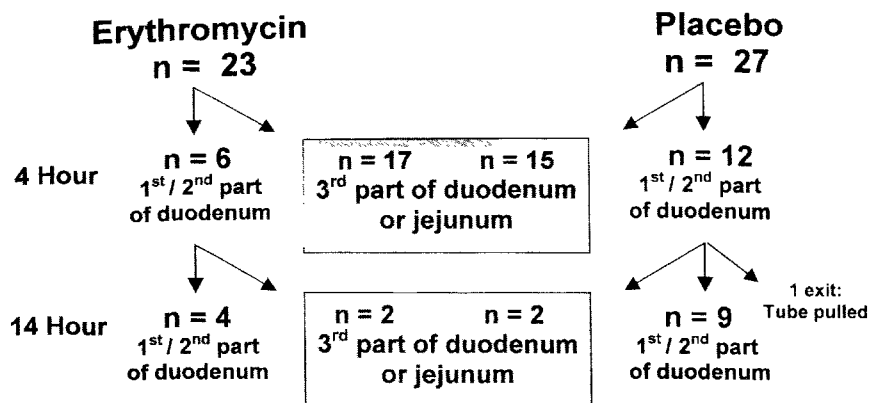 Erythromycin
n = 23
Placebo
n = 27
4 Hour
n = 6
1st / 2nd part
of duodenum
n = 17 n = 15
3rd part of duodenum
or jejunum
n = 12
1st / 2nd part
of duodenum
14 Hour
n = 4
1st / 2nd part
of duodenum
n = 2 n = 2
3rd part of duodenum
or jejunum
n = 9
1st / 2nd part
of duodenum
1 exit:
Tube pulled